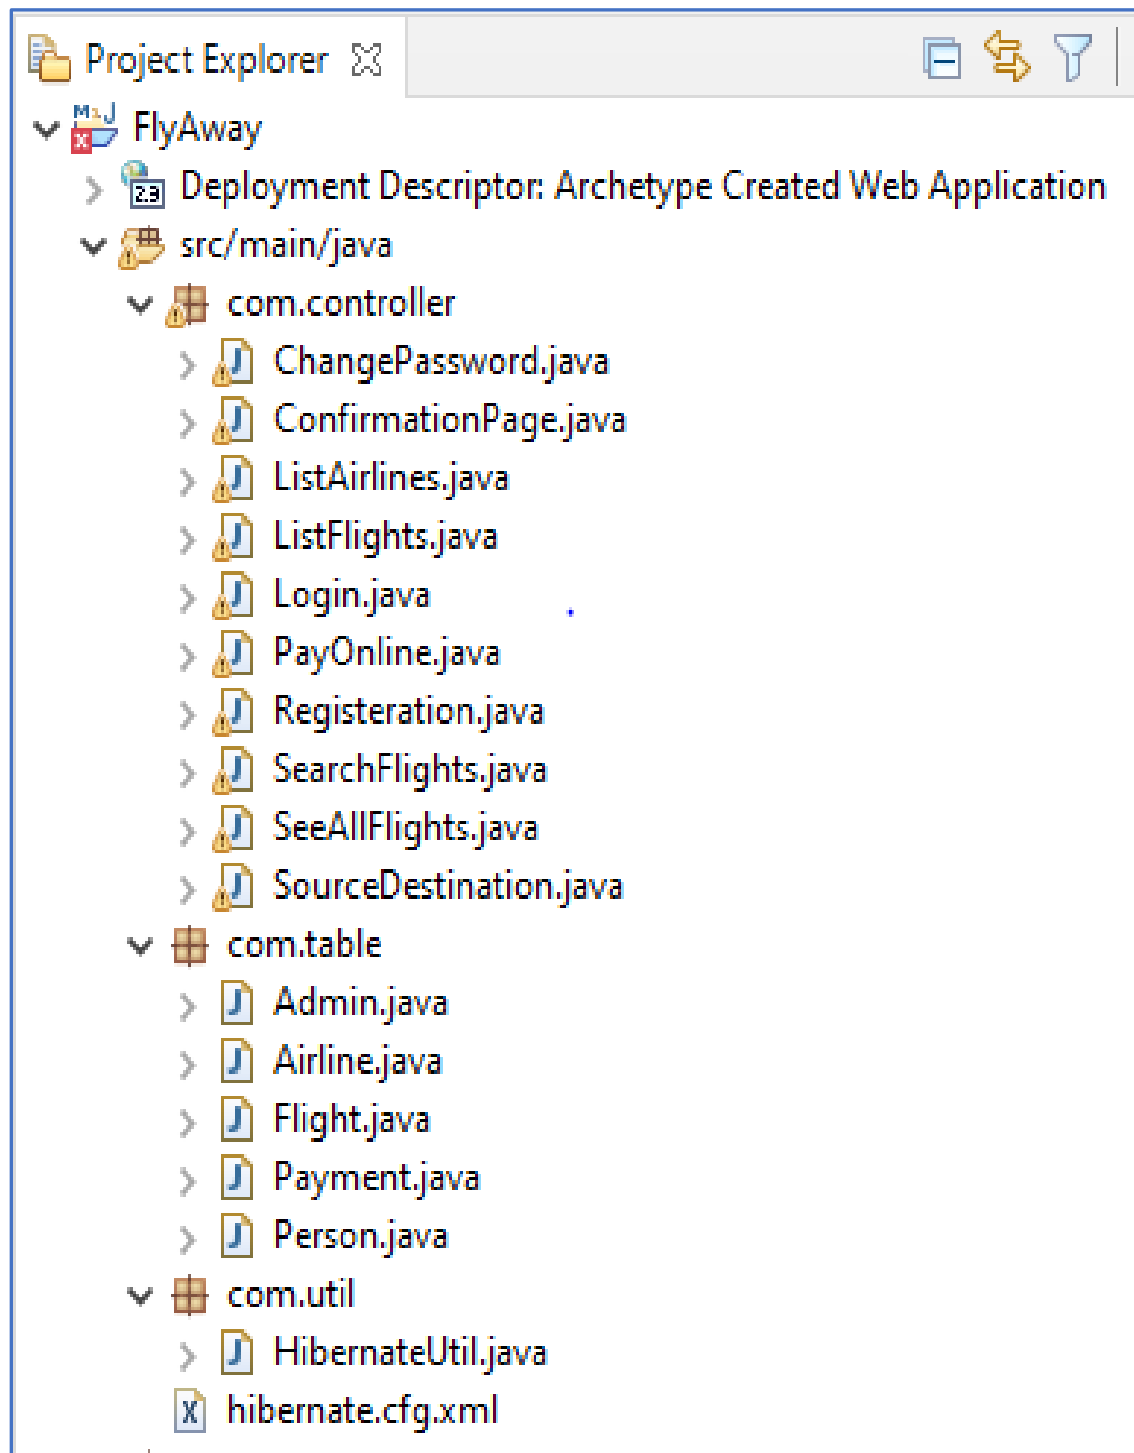 Project Explorer
FlyAway
Deployment Descriptor: Archetype Created Web Application
src/main/java
com.controller
ChangePassword.java
ConfirmationPage.java
ListAirlines.java
ListFlights.java
Login.java
PayOnline.java
Registeration.java
SearchFlights.java
SeeAllFlights.java
SourceDestination.java
com.table
Admin.java
Airline.java
Flight.java
Payment.java
Person.java
com.util
HibernateUtil.java
hibernate.cfg.xml